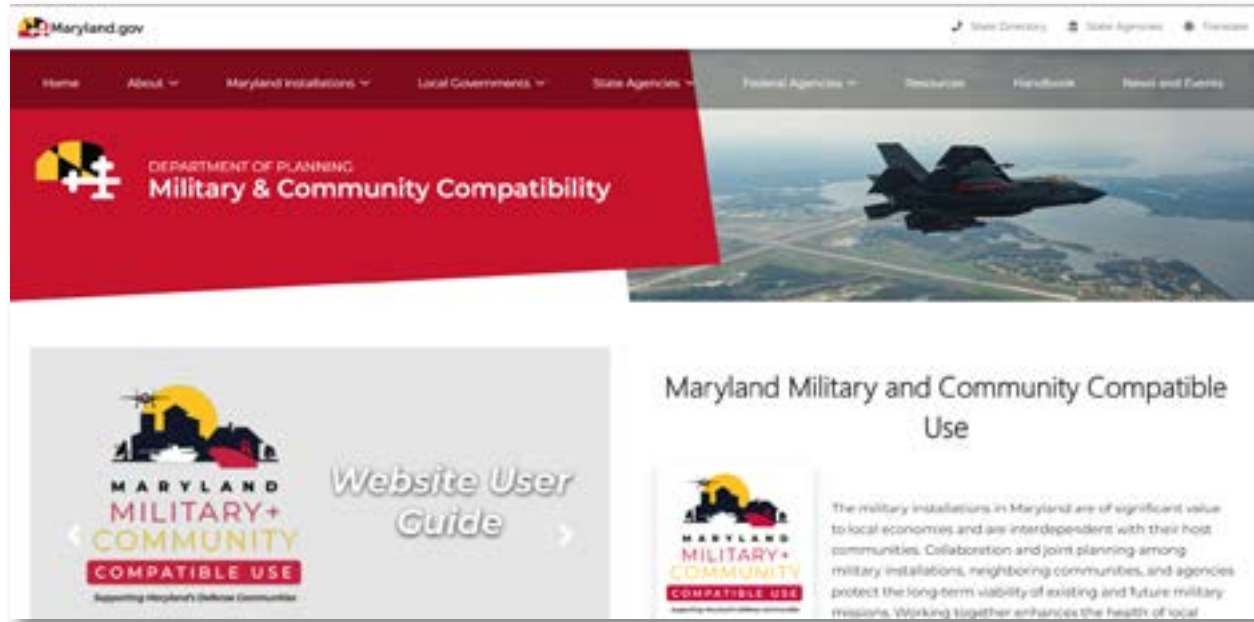 Maryland.gov
State Directory State Agencies Translate
Home About Maryland Installations Local Governments State Agencies Federal Agencies Resources Handbook News and Events
DEPARTMENT OF PLANNING
Military & Community Compatibility
MARYLAND
MILITARY+
COMMUNITY
COMPATIBLE USE
Supporting Maryland's Defense Communities
Website User
Guide
Maryland Military and Community Compatible
Use
MARYLAND
MILITARY+
COMMUNITY
COMPATIBLE USE
Supporting Maryland's Defense Communities
The military installations in Maryland are of significant value
to local economies and are interdependent with their host
communities. Collaboration and joint planning among
military installations, neighboring communities, and agencies
protect the long-term viability of existing and future military
missions. Working together enhances the health of local